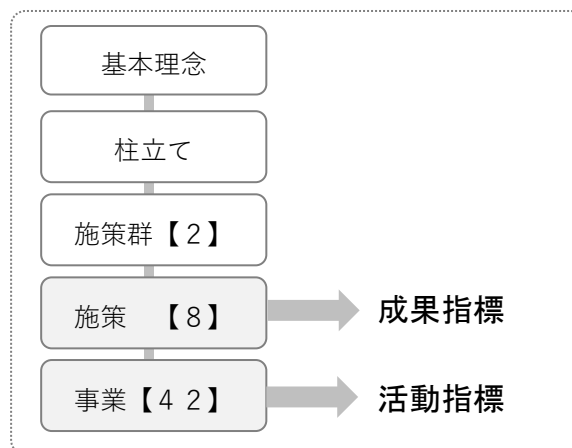 基本理念
柱立て
施策群【２】
施策　【８】
成果指標
事業【４２】
活動指標